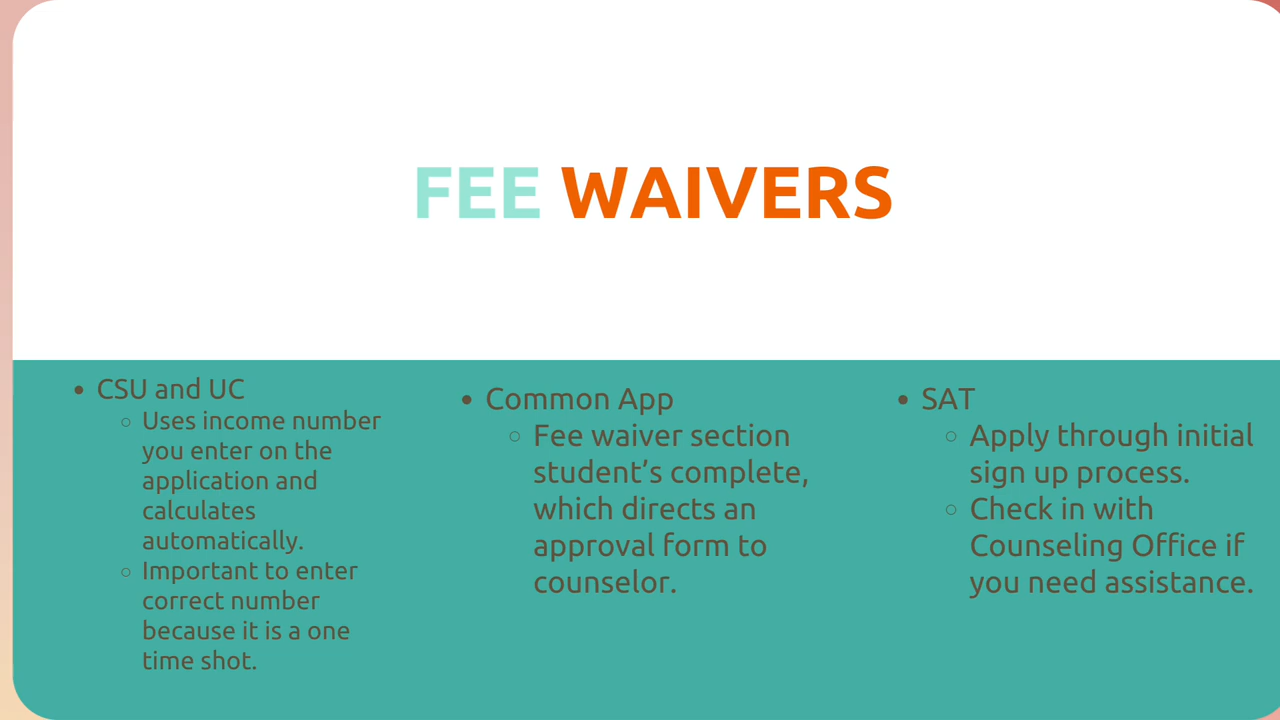 FEE WAIVERS
• CSU and UC
○ Uses income number
you enter on the
application and
calculates
automatically.
○ Important to enter
correct number
because it is a one
time shot.
• Common App
○ Fee waiver section
student’s complete,
which directs an
approval form to
counselor.
• SAT
○ Apply through initial
sign up process.
○ Check in with
Counseling Office if
you need assistance.